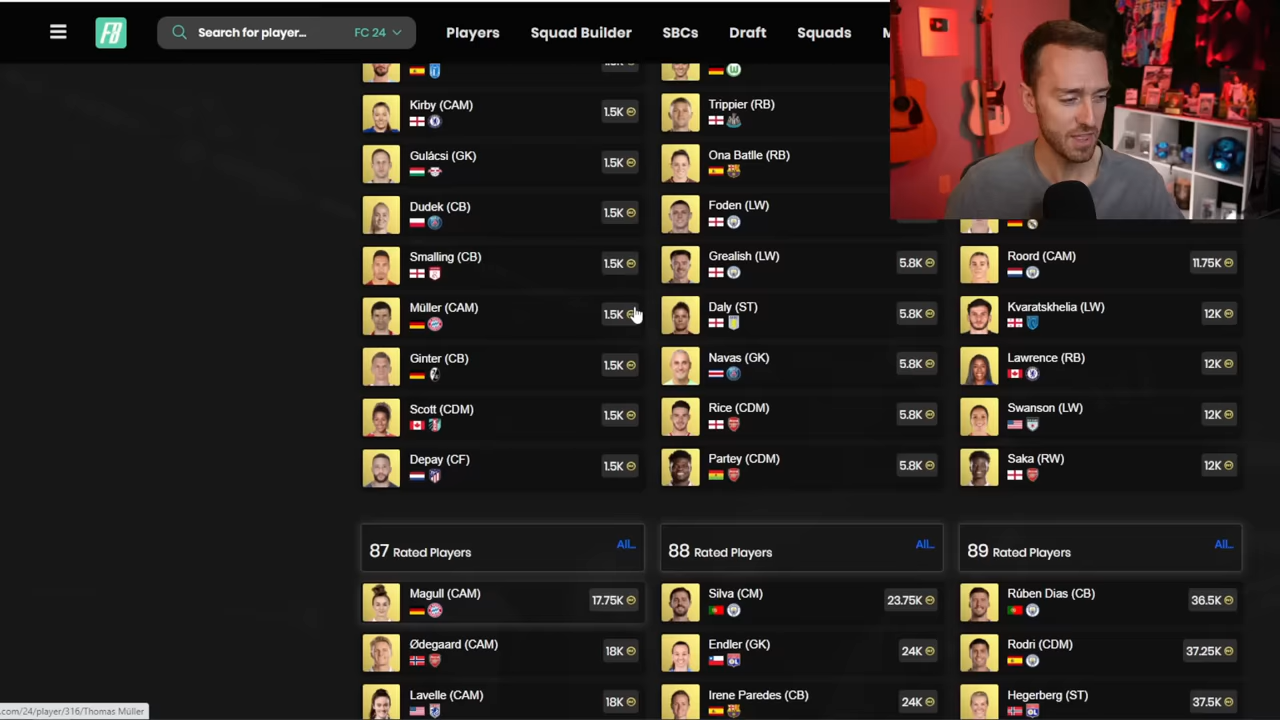 FB
Search for player...
FC 24
Players
Squad Builder
SBCs
Draft
Squads
Kirby (CAM)
1.5K
Gulácsi (GK)
1.5K
Dudek (CB)
1.5K
Smalling (CB)
1.5K
Müller (CAM)
1.5K
Ginter (CB)
1.5K
Scott (CDM)
1.5K
Depay (CF)
1.5K
Trippier (RB)
Ona Batlle (RB)
Foden (LW)
Grealish (LW)
5.8K
Daly (ST)
5.8K
Navas (GK)
5.8K
Rice (CDM)
5.8K
Partey (CDM)
5.8K
Roord (CAM)
11.75K
Kvaratskhelia (LW)
12K
Lawrence (RB)
12K
Swanson (LW)
12K
Saka (RW)
12K
87 Rated Players
All...
Magull (CAM)
17.75K
Ødegaard (CAM)
18K
Lavelle (CAM)
18K
88 Rated Players
All...
Silva (CM)
23.75K
Endler (GK)
24K
Irene Paredes (CB)
24K
89 Rated Players
All...
Rúben Dias (CB)
36.5K
Rodri (CDM)
37.25K
Hegerberg (ST)
37.5K
.com/24/player/316/Thomas Müller